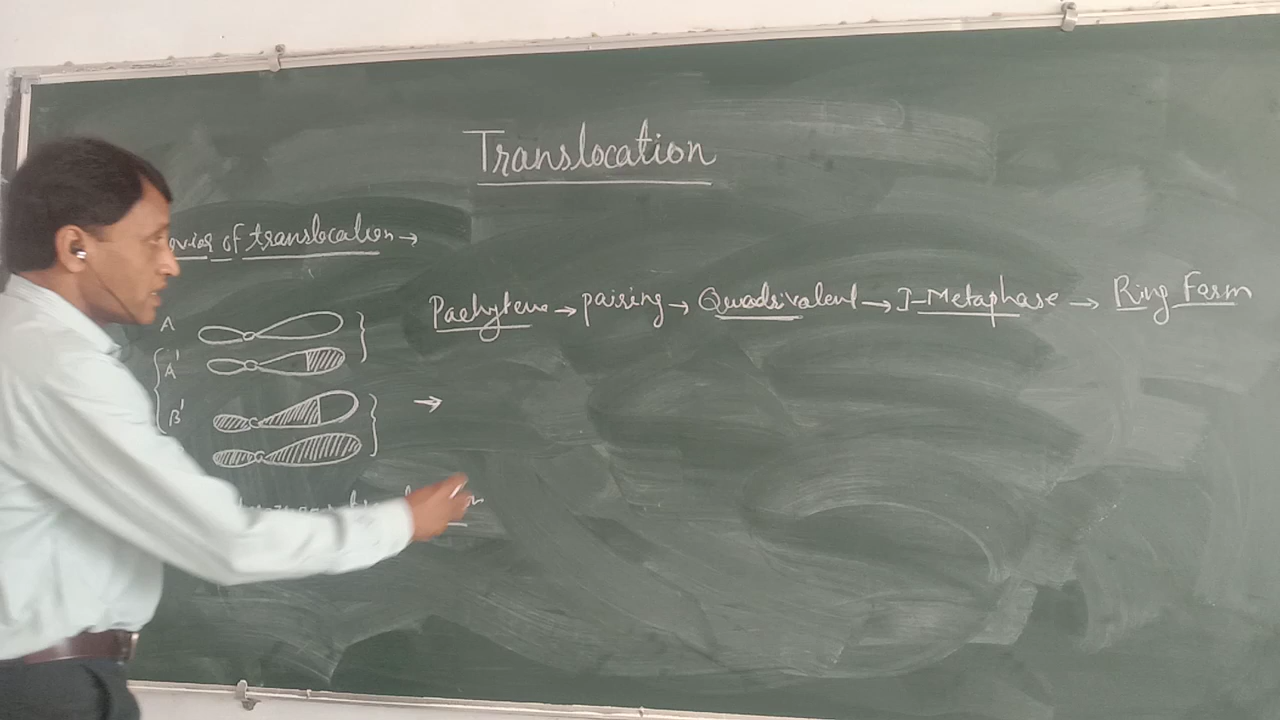 Translocation
of translocation →
Pachytene → pairing → Quadrivalent → I-Metaphase → Ring Form
A
A'
B'
→